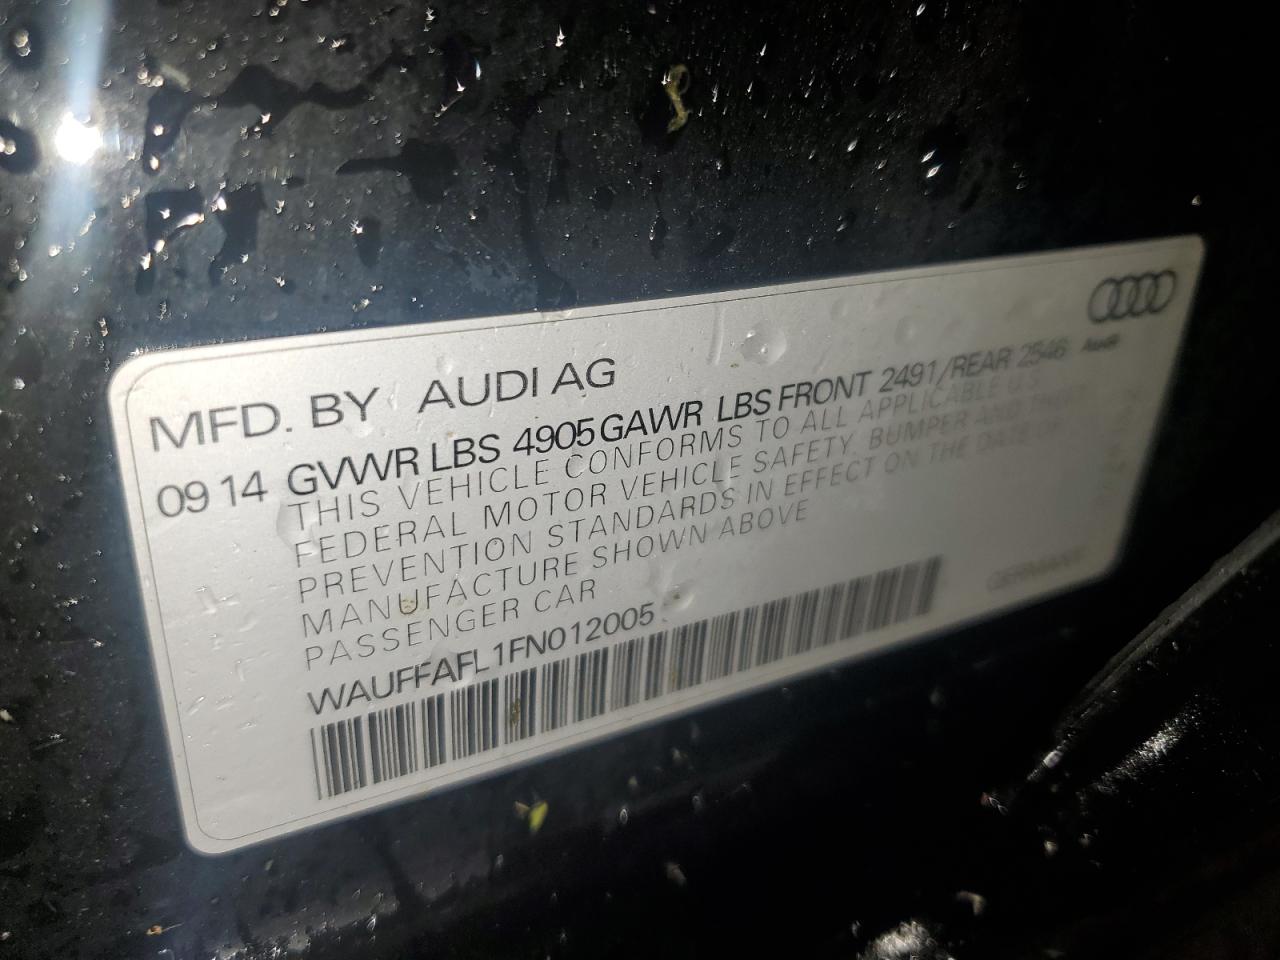 MFD. BY AUDI AG
09 14 GVWR LBS 4905 GAWR LBS FRONT 2491/REAR 2546
Audi
THIS VEHICLE CONFORMS TO ALL APPLICABLE U.S.
FEDERAL MOTOR VEHICLE SAFETY, BUMPER AND THEFT
PREVENTION STANDARDS IN EFFECT ON THE DATE OF
MANUFACTURE SHOWN ABOVE
PASSENGER CAR
WAUFFAFL1FN012005
GERMANY